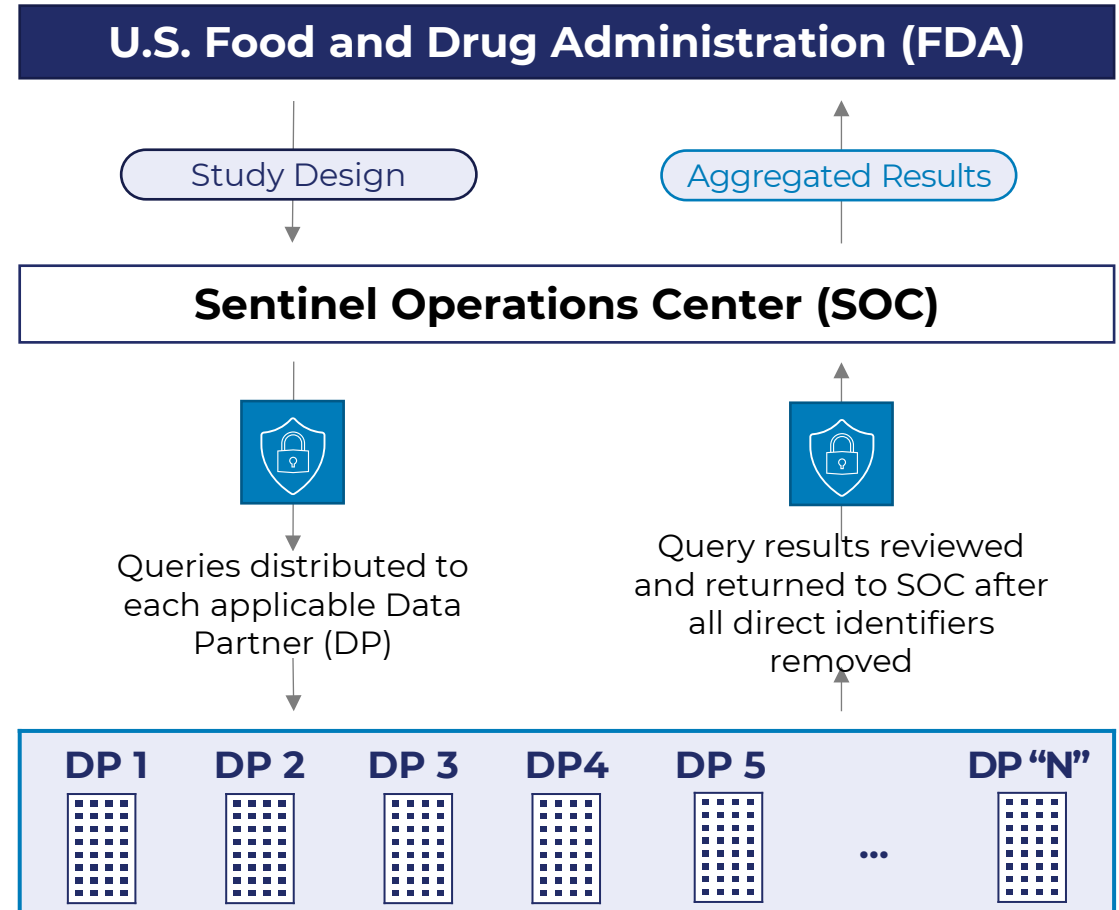 U.S. Food and Drug Administration (FDA)
Study Design
Aggregated Results
Sentinel Operations Center (SOC)
Queries distributed to
each applicable Data
Partner (DP)
Query results reviewed
and returned to SOC after
all direct identifiers
removed
DP 1
DP 2
DP 3
DP4
DP 5
...
DP “N”